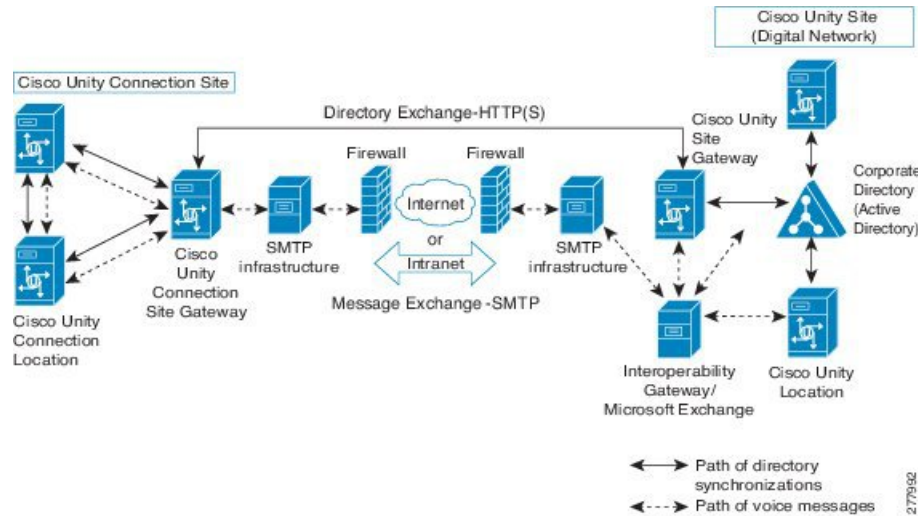 Cisco Unity Site
(Digital Network)
Cisco Unity Connection Site
Directory Exchange-HTTP(S)
Cisco Unity
Site
Gateway
Firewall
Firewall
Corporate
Directory
(Active
Directory)
Internet
or
Intranet
SMTP
infrastructure
SMTP
infrastructure
Cisco
Unity
Connection
Site Gateway
Message Exchange -SMTP
Cisco Unity
Connection
Location
Interoperability
Gateway/
Microsoft Exchange
Cisco Unity
Location
Path of directory
synchronizations
Path of voice messages
277992